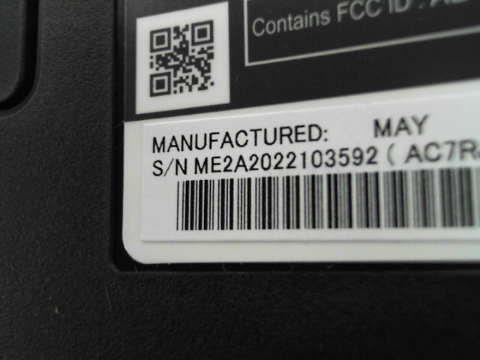 Contains FCC ID :
MANUFACTURED: MAY
S/N ME2A2022103592 ( AC7R